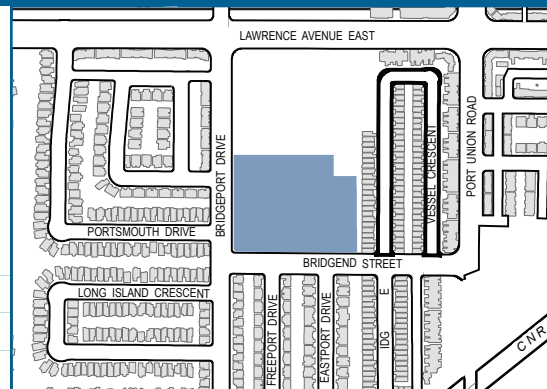 LAWRENCE AVENUE EAST
BRIDGEPORT DRIVE
VESSEL CRESCENT
PORT UNION ROAD
PORTSMOUTH DRIVE
BRIDGEND STREET
LONG ISLAND CRESCENT
FREEPORT DRIVE
EASTPORT DRIVE
IDG E
CNR